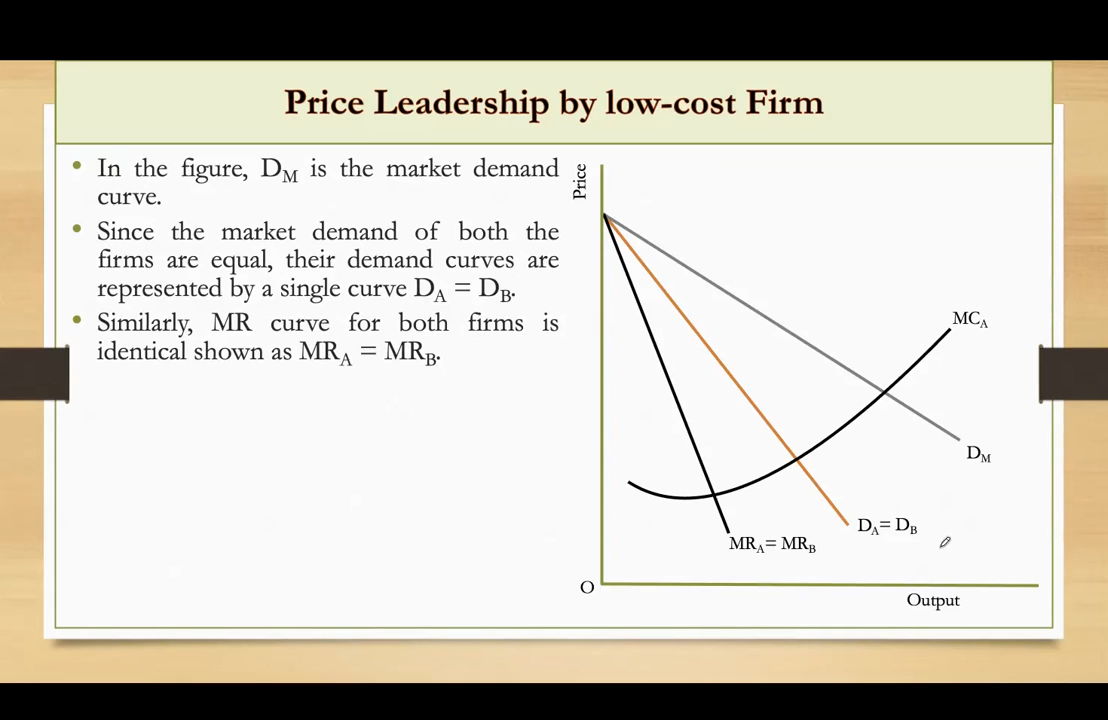 Price Leadership by low-cost Firm
• In the figure, DM is the market demand
curve.
• Since the market demand of both the
firms are equal, their demand curves are
represented by a single curve DA = DB.
• Similarly, MR curve for both firms is
identical shown as MRA = MRB.
Price
MCA
DM
DA= DB
MRA= MRB
O
Output